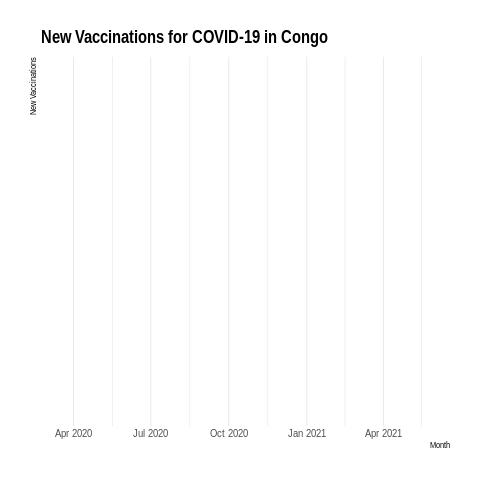 New Vaccinations for COVID-19 in Congo
New Vaccinations
Apr 2020 Jul 2020 Oct 2020 Jan 2021 Apr 2021
Month